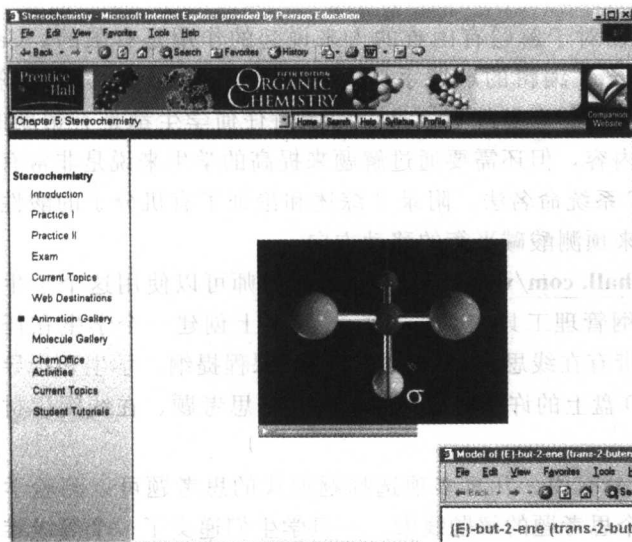 Stereochemistry - Microsoft Internet Explorer provided by Pearson Education
File Edit View Favorites Tools Help
Back Search Favorites History
Prentice Hall
FIFTH EDITION
ORGANIC CHEMISTRY
Companion Website
Chapter 5: Stereochemistry
Home Search Help Syllabus Profile
Stereochemistry
Introduction
Practice I
Practice II
Exam
Current Topics
Web Destinations
Animation Gallery
Molecule Gallery
ChemOffice
Activities
Current Topics
Student Tutorials
σ
Model of (E)-but-2-ene (trans-2-buten
File Edit View Favorites Tools
Back
(E)-but-2-ene (trans-2-but